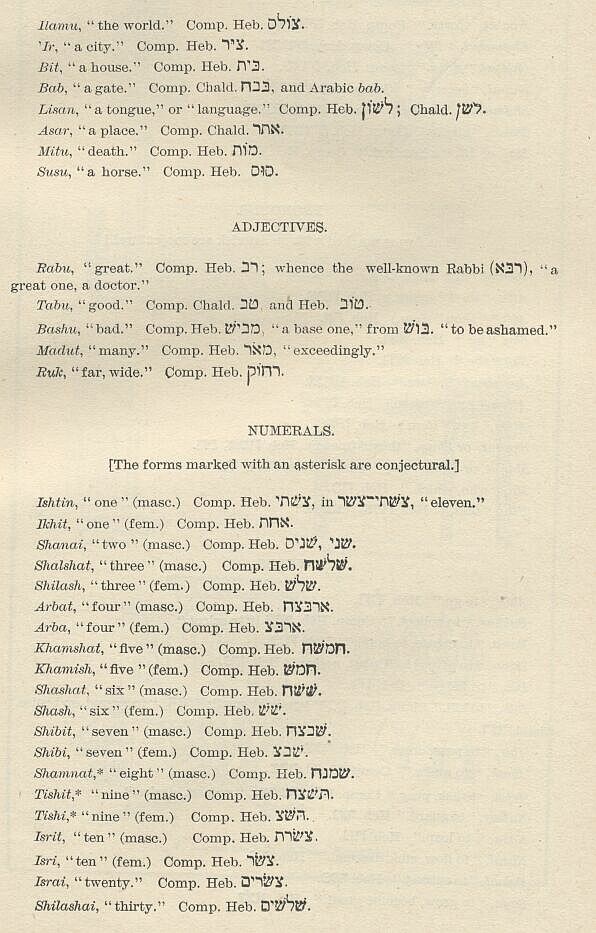 Ilamu, “the world.” Comp. Heb. צולם.
’Ir, “a city.” Comp. Heb. ציר.
Bit, “a house.” Comp. Heb. בית.
Bab, “a gate.” Comp. Chald. בבח, and Arabic bab.
Lisan, “a tongue,” or “language.” Comp. Heb. לשון; Chald. לשן.
Asar, “a place.” Comp. Chald. אתר.
Mitu, “death.” Comp. Heb. מות.
Susu, “a horse.” Comp. Heb. סוס.
ADJECTIVES.
Rabu, “great.” Comp. Heb. רב; whence the well-known Rabbi (רבא), “a
great one, a doctor.”
Tabu, “good.” Comp. Chald. טב, and Heb. טוב.
Bashu, “bad.” Comp. Heb. מביש, “a base one,” from בוש. “to be ashamed.”
Madut, “many.” Comp. Heb. מאר, “exceedingly.”
Ruk, “far, wide.” Comp. Heb. רחוק.
NUMERALS.
[The forms marked with an asterisk are conjectural.]
Ishtin, “one” (masc.) Comp. Heb. צשתי, in צשתי־צשר, “eleven.”
Ikhit, “one” (fem.) Comp. Heb. אחת.
Shanai, “two” (masc.) Comp. Heb. שני, שנים.
Shalshat, “three” (masc.) Comp. Heb. שלשח.
Shilash, “three” (fem.) Comp. Heb. שלש.
Arbat, “four” (masc.) Comp. Heb. ארבצח.
Arba, “four” (fem.) Comp. Heb. ארבצ.
Khamshat, “five” (masc.) Comp. Heb. חמשח.
Khamish, “five” (fem.) Comp. Heb. חמש.
Shashat, “six” (masc.) Comp. Heb. ששח.
Shash, “six” (fem.) Comp. Heb. שש.
Shibit, “seven” (masc.) Comp. Heb. שבצח.
Shibi, “seven” (fem.) Comp. Heb. שבצ.
Shamnat,* “eight” (masc.) Comp. Heb. שמנח.
Tishit,* “nine” (masc.) Comp. Heb. תשצח.
Tishi,* “nine” (fem.) Comp. Heb. השצ.
Isrit, “ten” (masc.) Comp. Heb. צשרת.
Isri, “ten” (fem.) Comp. Heb. צשר.
Israi, “twenty.” Comp. Heb. צשרים.
Shilashai, “thirty.” Comp. Heb. שלשים.